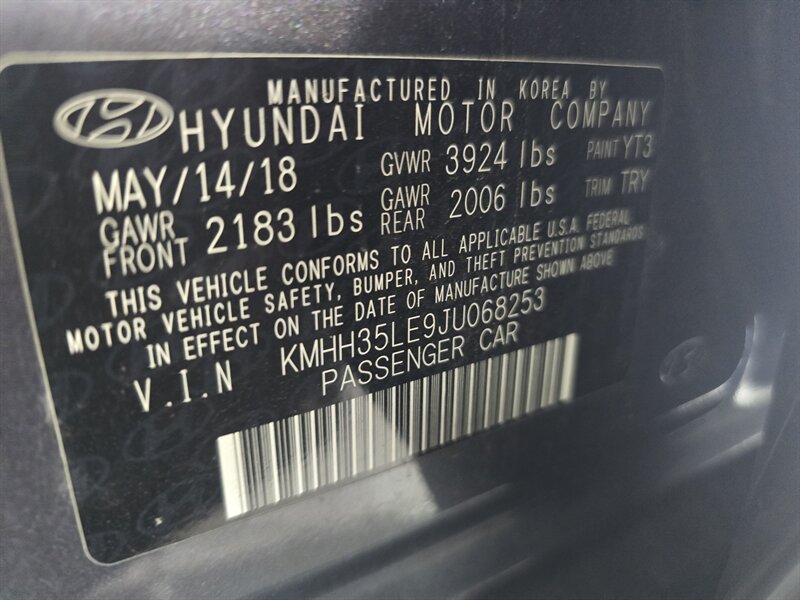 MANUFACTURED IN KOREA BY
HYUNDAI MOTOR COMPANY
MAY/14/18 GVWR 3924 lbs PAINT YT3
GAWR FRONT 2183 lbs GAWR REAR 2006 lbs TRIM TRY
THIS VEHICLE CONFORMS TO ALL APPLICABLE U.S.A. FEDERAL
MOTOR VEHICLE SAFETY, BUMPER, AND THEFT PREVENTION STANDARDS
IN EFFECT ON THE DATE OF MANUFACTURE SHOWN ABOVE
V.I.N KMHH35LE9JU068253
PASSENGER CAR